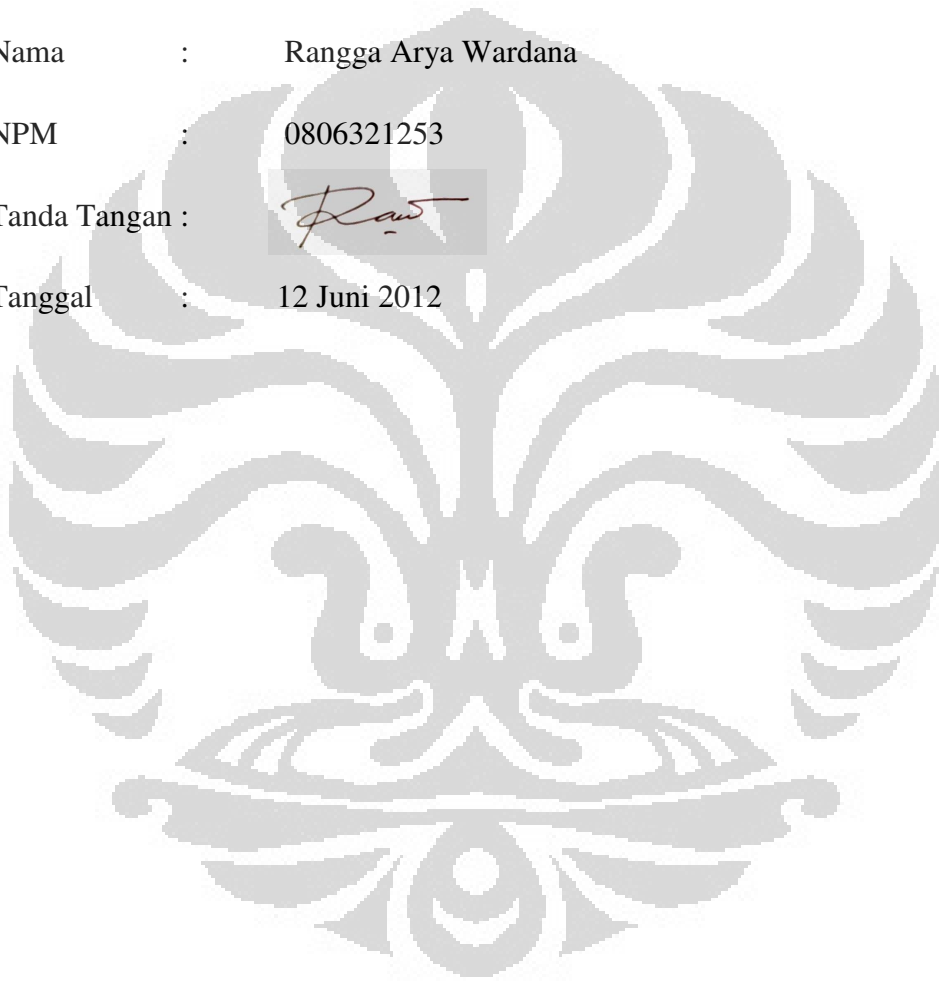 Nama : Rangga Arya Wardana
NPM : 0806321253
Tanda Tangan :
Tanggal : 12 Juni 2012